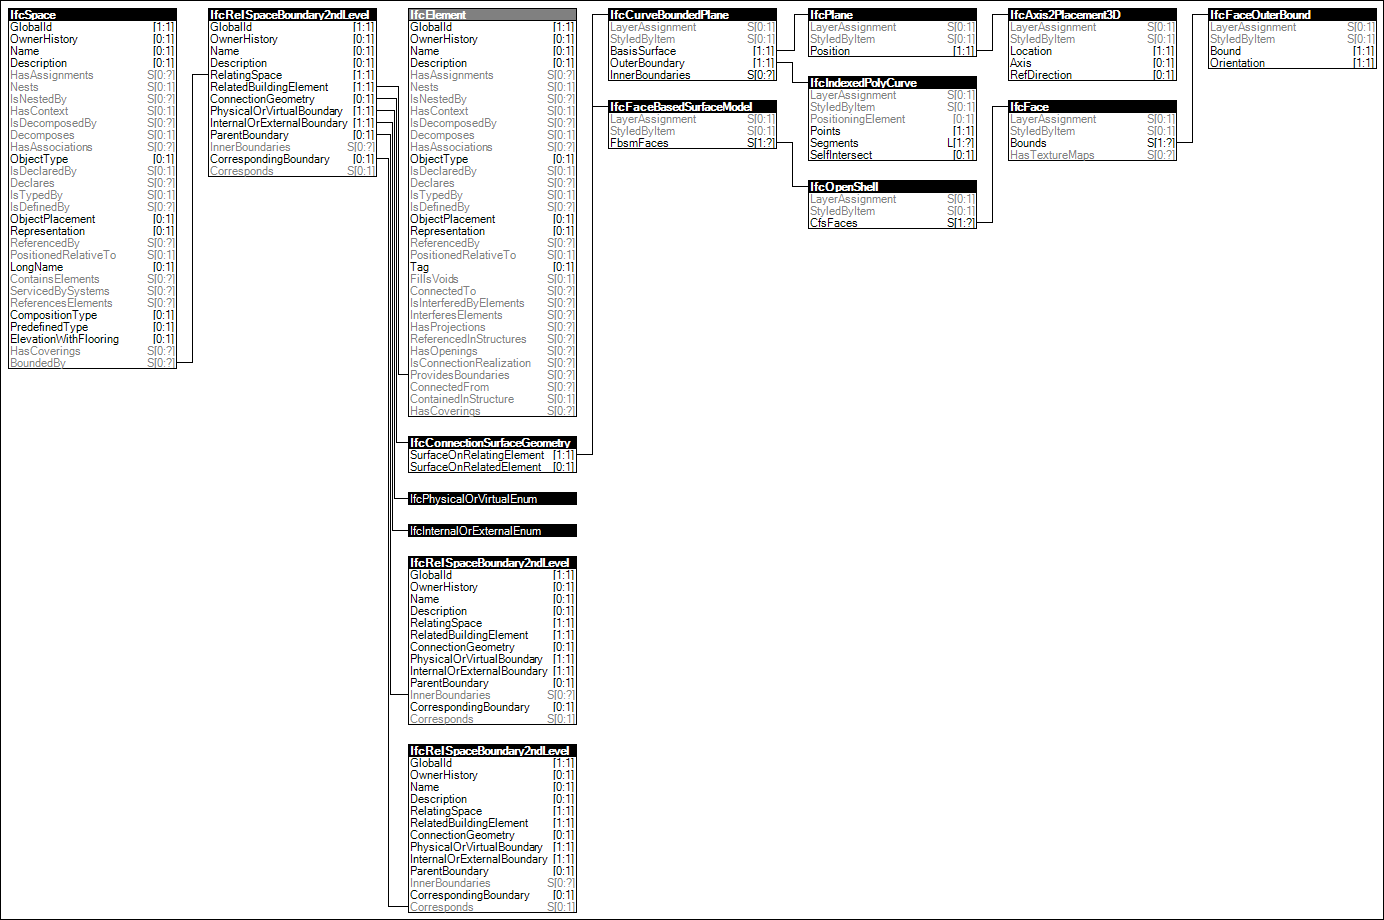 IfcSpace
GlobalId [1:1]
OwnerHistory [0:1]
Name [0:1]
Description [0:1]
HasAssignments S[0:?]
Nests S[0:1]
IsNestedBy S[0:?]
HasContext S[0:1]
IsDecomposedBy S[0:?]
Decomposes S[0:1]
HasAssociations S[0:?]
ObjectType [0:1]
IsDeclaredBy S[0:1]
Declares S[0:?]
IsTypedBy S[0:1]
IsDefinedBy S[0:?]
ObjectPlacement [0:1]
Representation [0:1]
ReferencedBy S[0:?]
PositionedRelativeTo S[0:1]
LongName [0:1]
ContainsElements S[0:?]
ServicedBySystems S[0:?]
ReferencesElements S[0:?]
CompositionType [0:1]
PredefinedType [0:1]
ElevationWithFlooring [0:1]
HasCoverings S[0:?]
BoundedBy S[0:?]
IfcRelSpaceBoundary2ndLevel
GlobalId [1:1]
OwnerHistory [0:1]
Name [0:1]
Description [0:1]
RelatingSpace [1:1]
RelatedBuildingElement [1:1]
ConnectionGeometry [0:1]
PhysicalOrVirtualBoundary [1:1]
InternalOrExternalBoundary [1:1]
ParentBoundary [0:1]
InnerBoundaries S[0:?]
CorrespondingBoundary [0:1]
Corresponds S[0:1]
IfcElement
GlobalId [1:1]
OwnerHistory [0:1]
Name [0:1]
Description [0:1]
HasAssignments S[0:?]
Nests S[0:1]
IsNestedBy S[0:?]
HasContext S[0:1]
IsDecomposedBy S[0:?]
Decomposes S[0:1]
HasAssociations S[0:?]
ObjectType [0:1]
IsDeclaredBy S[0:1]
Declares S[0:?]
IsTypedBy S[0:1]
IsDefinedBy S[0:?]
ObjectPlacement [0:1]
Representation [0:1]
ReferencedBy S[0:?]
PositionedRelativeTo S[0:1]
Tag [0:1]
FillsVoids S[0:1]
ConnectedTo S[0:?]
IsInterferedByElements S[0:?]
InterferesElements S[0:?]
HasProjections S[0:?]
ReferencedInStructures S[0:?]
HasOpenings S[0:?]
IsConnectionRealization S[0:?]
ProvidesBoundaries S[0:?]
ConnectedFrom S[0:?]
ContainedInStructure S[0:1]
HasCoverings S[0:?]
IfcConnectionSurfaceGeometry
SurfaceOnRelatingElement [1:1]
SurfaceOnRelatedElement [0:1]
IfcPhysicalOrVirtualEnum
IfcInternalOrExternalEnum
IfcRelSpaceBoundary2ndLevel
GlobalId [1:1]
OwnerHistory [0:1]
Name [0:1]
Description [0:1]
RelatingSpace [1:1]
RelatedBuildingElement [1:1]
ConnectionGeometry [0:1]
PhysicalOrVirtualBoundary [1:1]
InternalOrExternalBoundary [1:1]
ParentBoundary [0:1]
InnerBoundaries S[0:?]
CorrespondingBoundary [0:1]
Corresponds S[0:1]
IfcRelSpaceBoundary2ndLevel
GlobalId [1:1]
OwnerHistory [0:1]
Name [0:1]
Description [0:1]
RelatingSpace [1:1]
RelatedBuildingElement [1:1]
ConnectionGeometry [0:1]
PhysicalOrVirtualBoundary [1:1]
InternalOrExternalBoundary [1:1]
ParentBoundary [0:1]
InnerBoundaries S[0:?]
CorrespondingBoundary [0:1]
Corresponds S[0:1]
IfcCurveBoundedPlane
LayerAssignment S[0:1]
StyledByItem S[0:1]
BasisSurface [1:1]
OuterBoundary [1:1]
InnerBoundaries S[0:?]
IfcFaceBasedSurfaceModel
LayerAssignment S[0:1]
StyledByItem S[0:1]
FbsmFaces S[1:?]
IfcPlane
LayerAssignment S[0:1]
StyledByItem S[0:1]
Position [1:1]
IfcIndexedPolyCurve
LayerAssignment S[0:1]
StyledByItem S[0:1]
PositioningElement [0:1]
Points [1:1]
Segments L[1:?]
SelfIntersect [0:1]
IfcOpenShell
LayerAssignment S[0:1]
StyledByItem S[0:1]
CfsFaces S[1:?]
IfcAxis2Placement3D
LayerAssignment S[0:1]
StyledByItem S[0:1]
Location [1:1]
Axis [0:1]
RefDirection [0:1]
IfcFace
LayerAssignment S[0:1]
StyledByItem S[0:1]
Bounds S[1:?]
HasTextureMaps S[0:?]
IfcFaceOuterBound
LayerAssignment S[0:1]
StyledByItem S[0:1]
Bound [1:1]
Orientation [1:1]